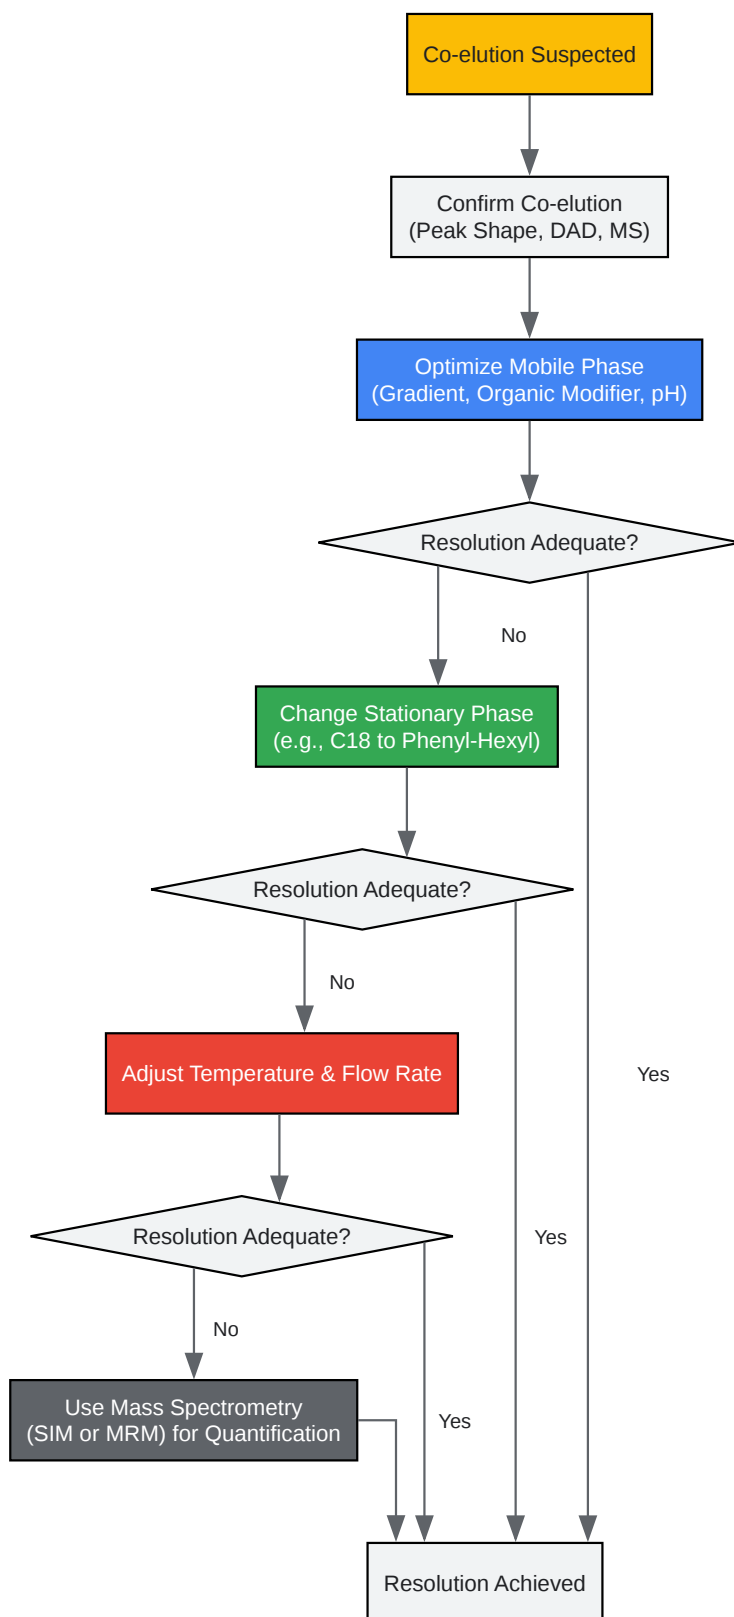 Co-elution Suspected
Confirm Co-elution
(Peak Shape, DAD, MS)
Optimize Mobile Phase
(Gradient, Organic Modifier, pH)
Resolution Adequate?
No
Change Stationary Phase
(e.g., C18 to Phenyl-Hexyl)
Resolution Adequate?
No
Adjust Temperature & Flow Rate
Yes
Resolution Adequate?
Yes
No
Use Mass Spectrometry
(SIM or MRM) for Quantification
Yes
Resolution Achieved